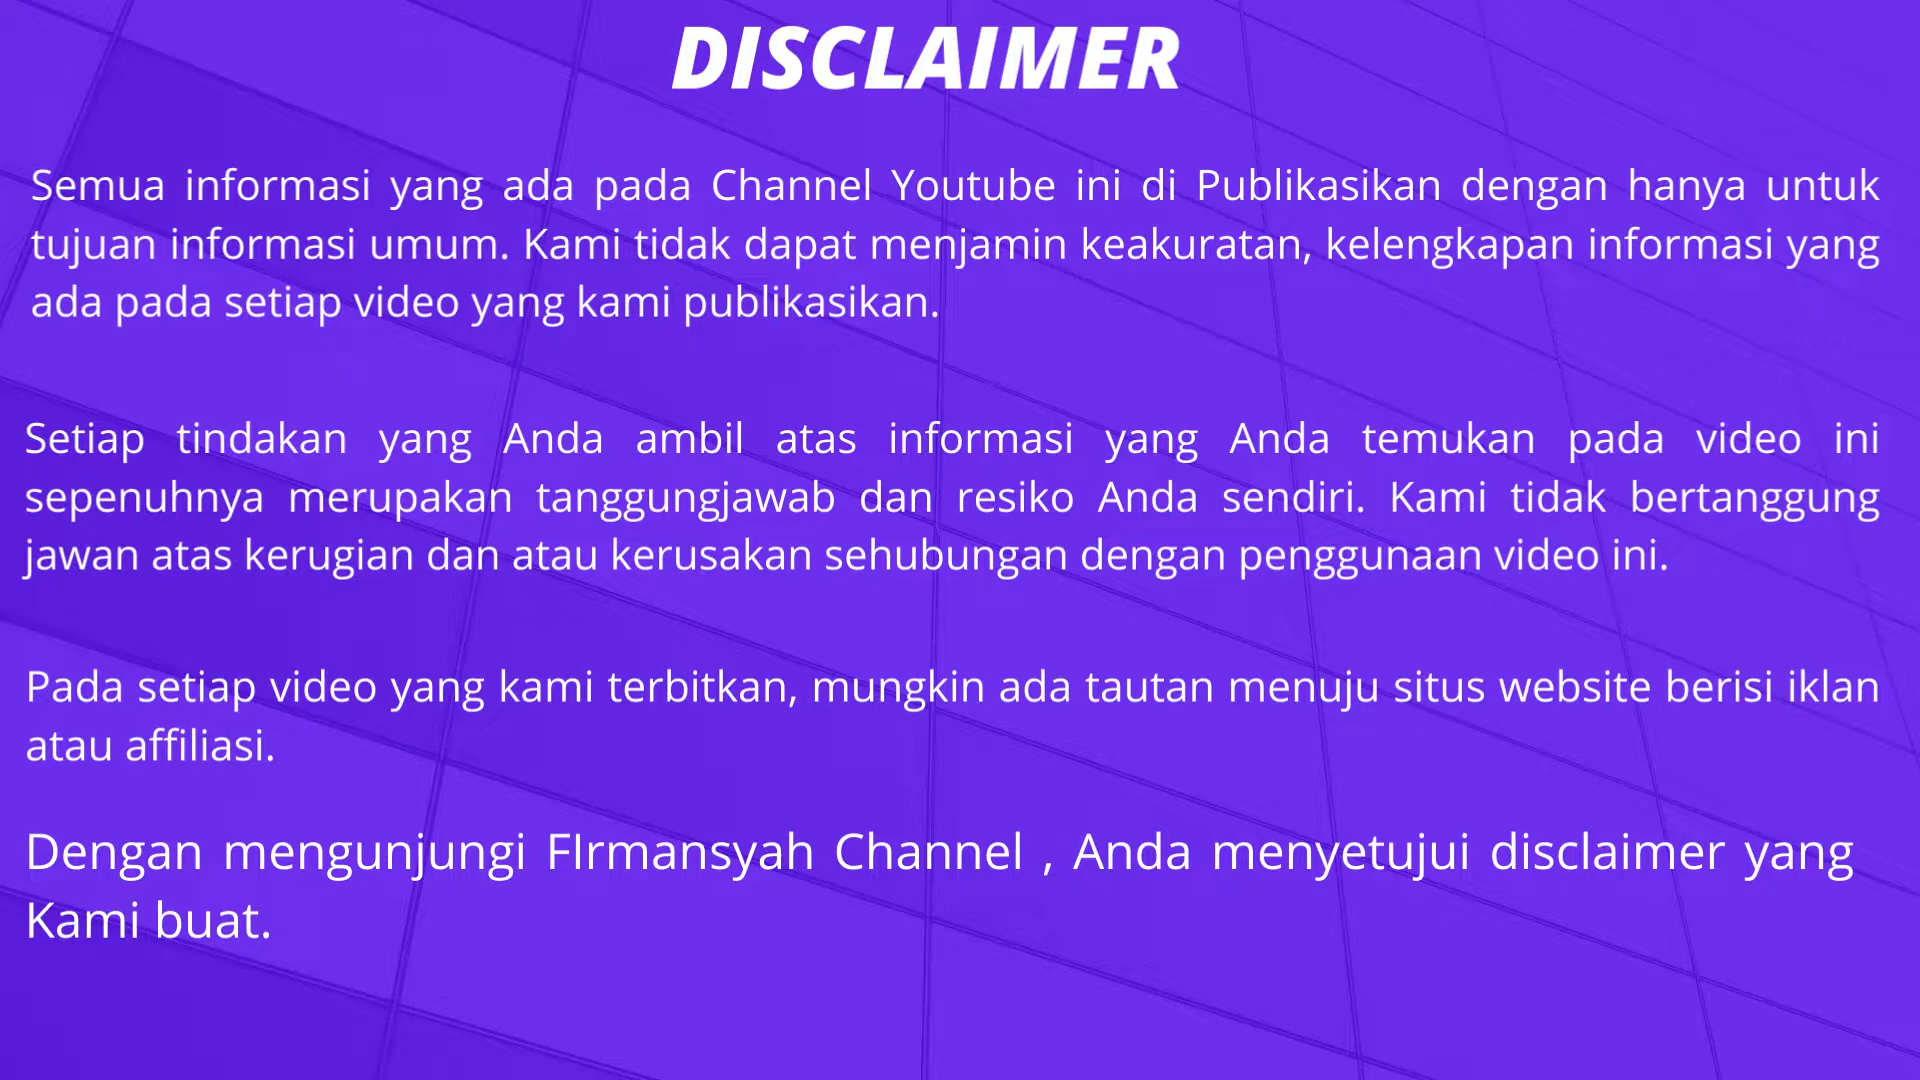 DISCLAIMER
Semua informasi yang ada pada Channel Youtube ini di Publikasikan dengan hanya untuk
tujuan informasi umum. Kami tidak dapat menjamin keakuratan, kelengkapan informasi yang
ada pada setiap video yang kami publikasikan.
Setiap tindakan yang Anda ambil atas informasi yang Anda temukan pada video ini
sepenuhnya merupakan tanggungjawab dan resiko Anda sendiri. Kami tidak bertanggung
jawan atas kerugian dan atau kerusakan sehubungan dengan penggunaan video ini.
Pada setiap video yang kami terbitkan, mungkin ada tautan menuju situs website berisi iklan
atau affiliasi.
Dengan mengunjungi FIrmansyah Channel , Anda menyetujui disclaimer yang
Kami buat.